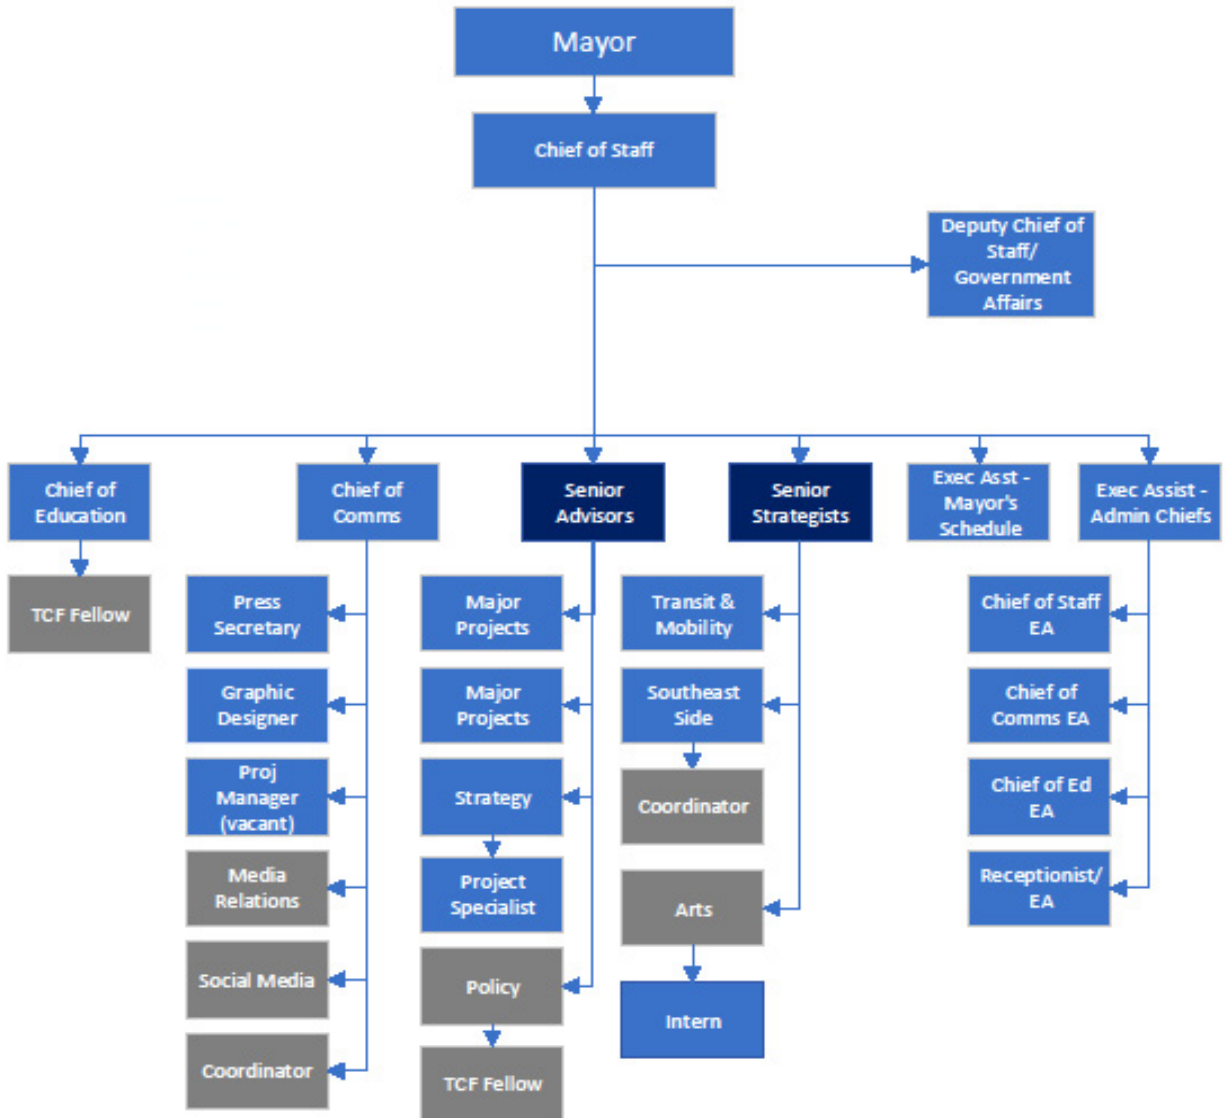 Mayor
Chief of Staff
Deputy Chief of
Staff/
Government
Affairs
Chief of
Education
Chief of
Comms
Senior
Advisors
Senior
Strategists
Exec Asst -
Mayor's
Schedule
Exec Assist -
Admin Chiefs
TCF Fellow
Press
Secretary
Graphic
Designer
Proj
Manager
(vacant)
Media
Relations
Social Media
Coordinator
Major
Projects
Major
Projects
Strategy
Project
Specialist
Policy
TCF Fellow
Transit &
Mobility
Southeast
Side
Coordinator
Arts
Intern
Chief of Staff
EA
Chief of
Comms EA
Chief of Ed
EA
Receptionist/
EA